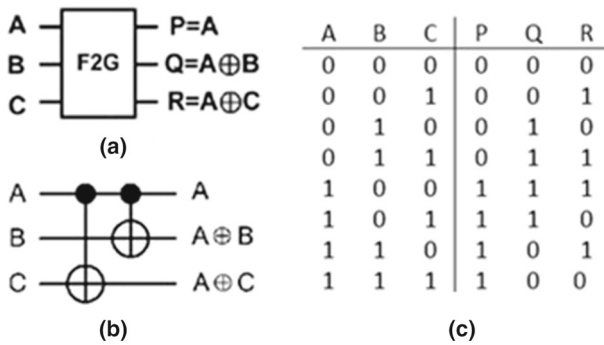 A
B
C
F2G
P=A
Q=A⊕B
R=A⊕C
(a)
A
B
C
A
A⊕B
A⊕C
(b)
A B C P Q R
0 0 0 0 0 0
0 0 1 0 0 1
0 1 0 0 1 0
0 1 1 0 1 1
1 0 0 1 1 1
1 0 1 1 1 0
1 1 0 1 0 1
1 1 1 1 0 0
(c)